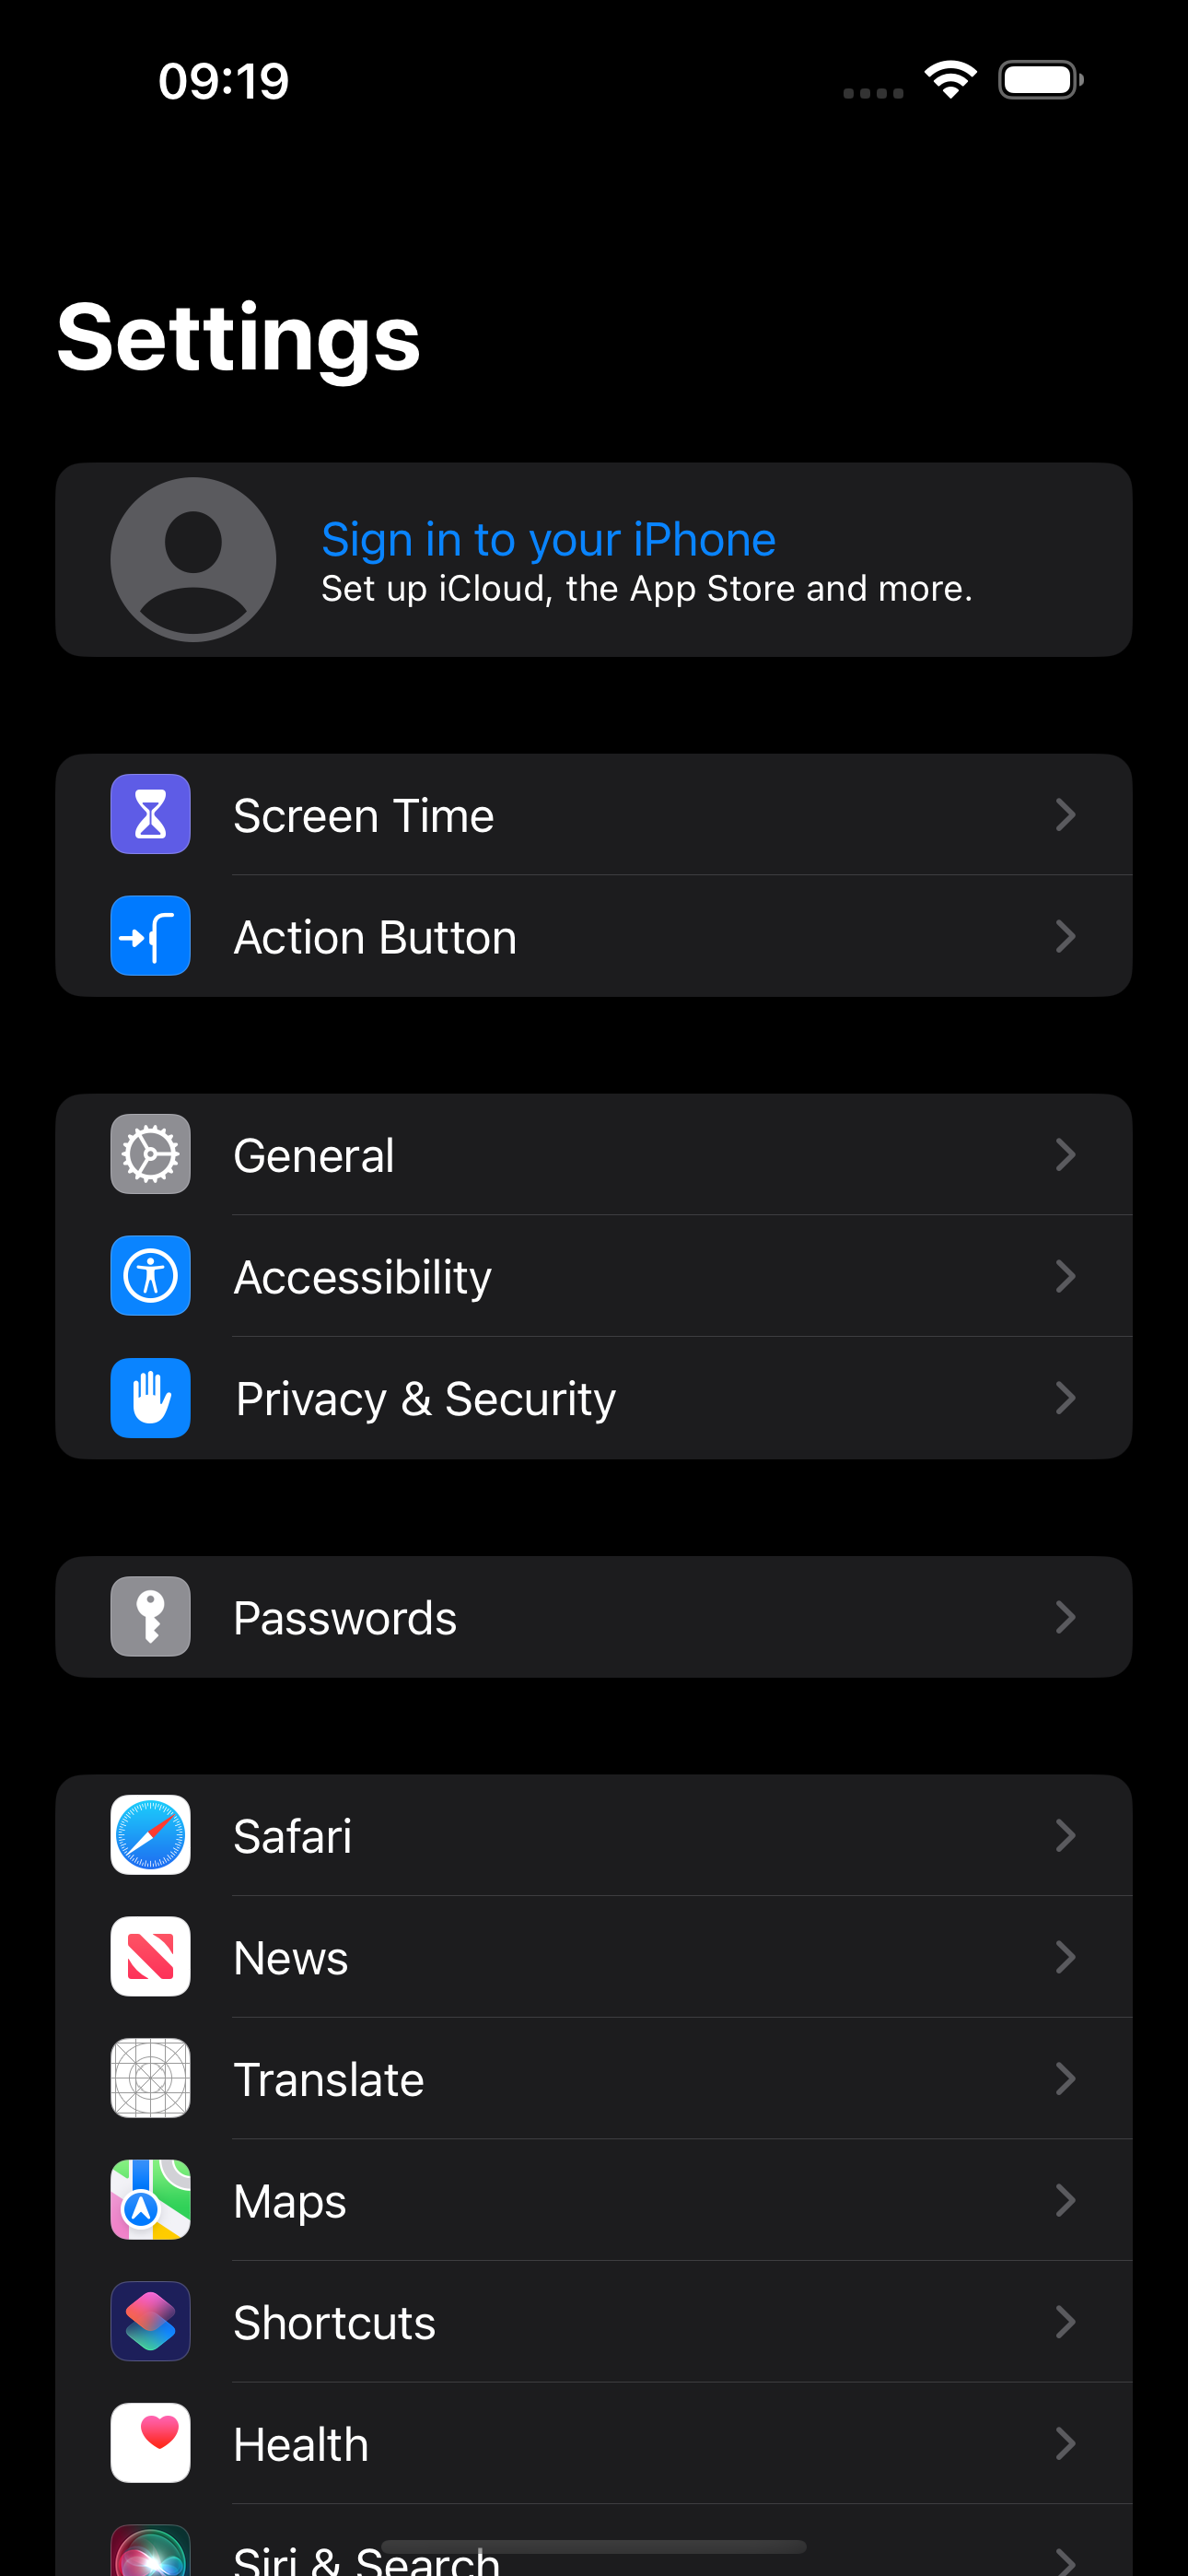 09:19
Settings
Sign in to your iPhone
Set up iCloud, the App Store and more.
Screen Time
Action Button
General
Accessibility
Privacy & Security
Passwords
Safari
News
Translate
Maps
Shortcuts
Health
Siri & Search